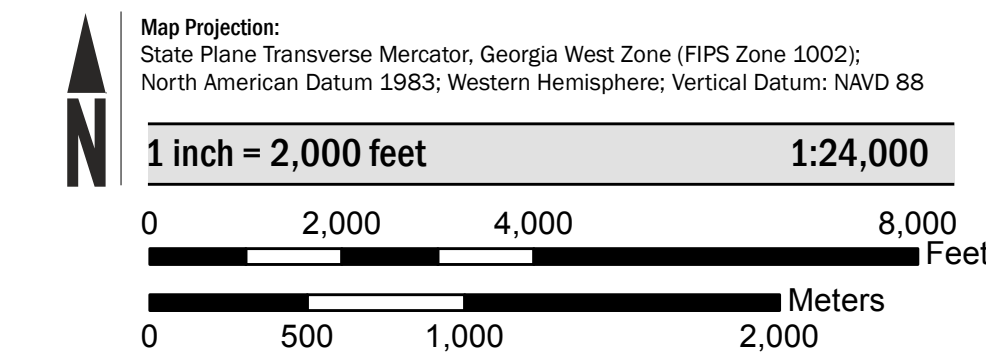 N
Map Projection:
State Plane Transverse Mercator, Georgia West Zone (FIPS Zone 1002);
North American Datum 1983; Western Hemisphere; Vertical Datum: NAVD 88
1 inch = 2,000 feet 1:24,000
0 2,000 4,000 8,000
Feet
Meters
0 500 1,000 2,000